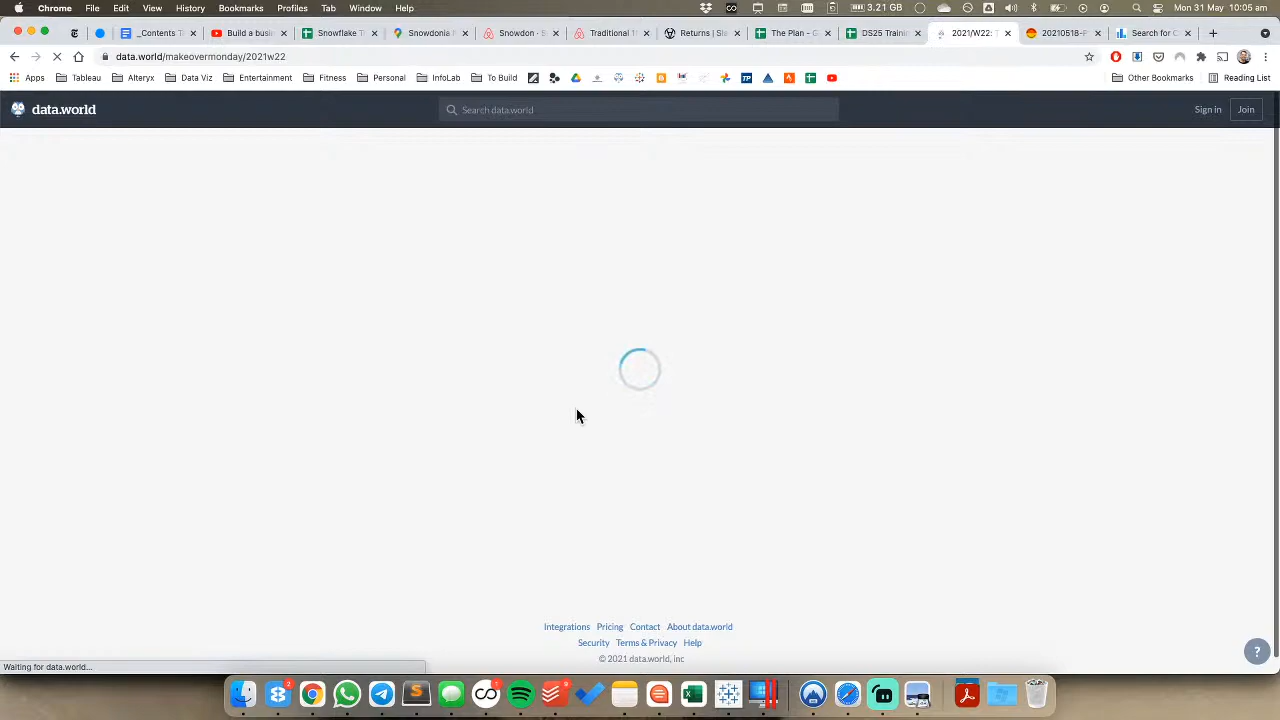 Chrome File Edit View History Bookmarks Profiles Tab Window Help 3.21 GB Mon 31 May 10:05 am
_Contents T Build a busi Snowflake T Snowdonia Snowdon - Traditional 1 Returns | Sl The Plan - G DS25 Trainin 2021/W22: 20210518-P Search for C
data.world/makeovermonday/2021w22
Apps Tableau Alteryx Data Viz Entertainment Fitness Personal InfoLab To Build Other Bookmarks Reading List
data.world Search data.world Sign in Join
Integrations Pricing Contact About data.world
Security Terms & Privacy Help
© 2021 data.world, inc
?
Waiting for data.world...